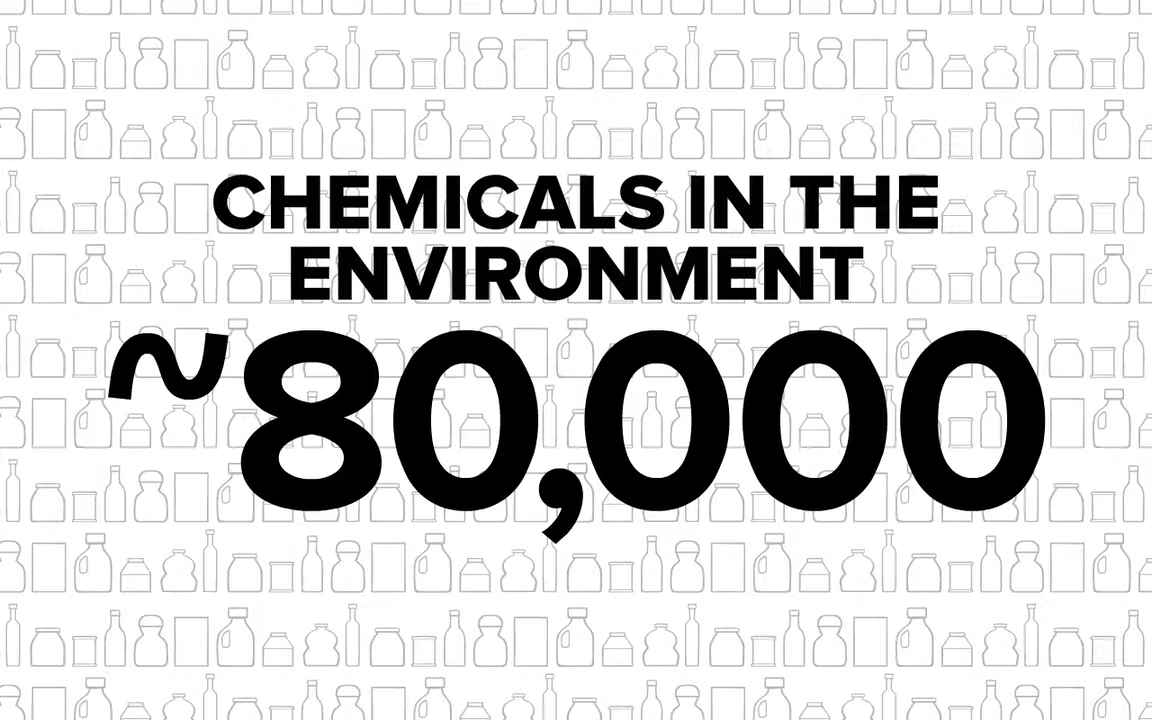 CHEMICALS IN THE
ENVIRONMENT
~80,000